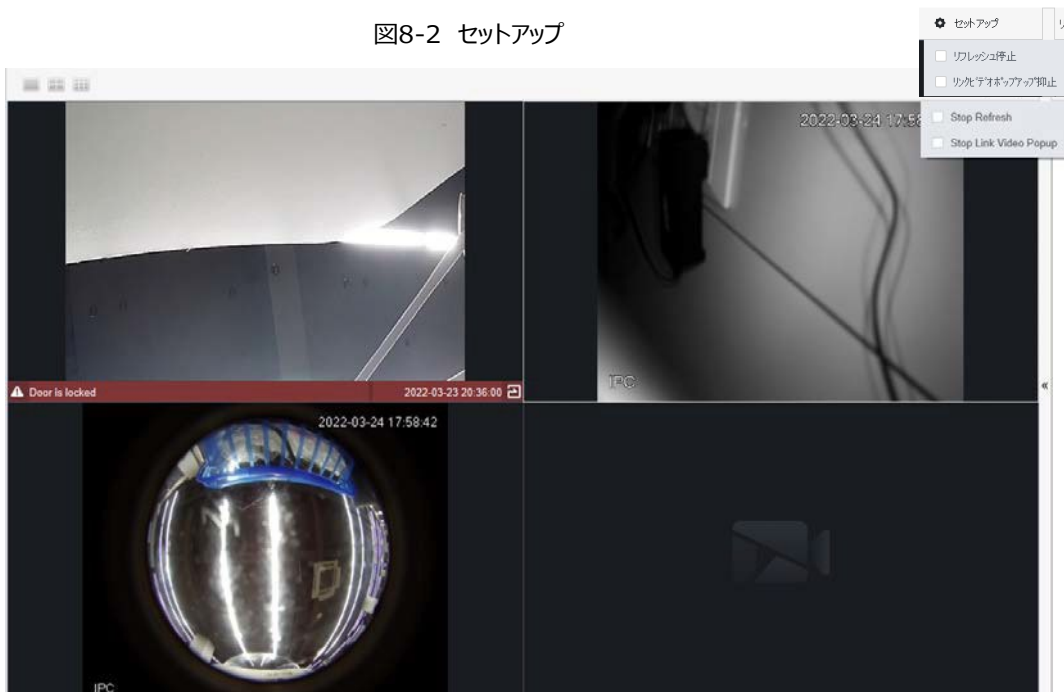 図8-2 セットアップ
セットアップ
リフレッシュ停止
リンクビデオポップアップ抑止
Stop Refresh
Stop Link Video Popup
2022-03-24 17:58
IPC
Door is locked
2022-03-23 20:36:00
2022-03-24 17:58:42
IPC